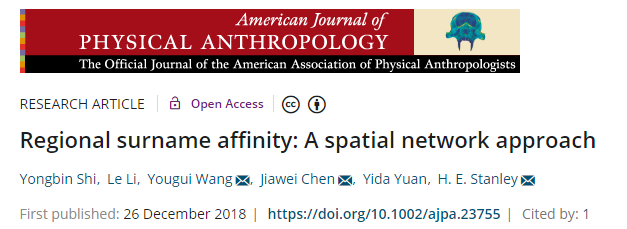 American Journal of
PHYSICAL ANTHROPOLOGY
The Official Journal of the American Association of Physical Anthropologists
RESEARCH ARTICLE | Open Access
Regional surname affinity: A spatial network approach
Yongbin Shi, Le Li, Yougui Wang, Jiawei Chen, Yida Yuan, H. E. Stanley
First published: 26 December 2018 | https://doi.org/10.1002/ajpa.23755 | Cited by: 1